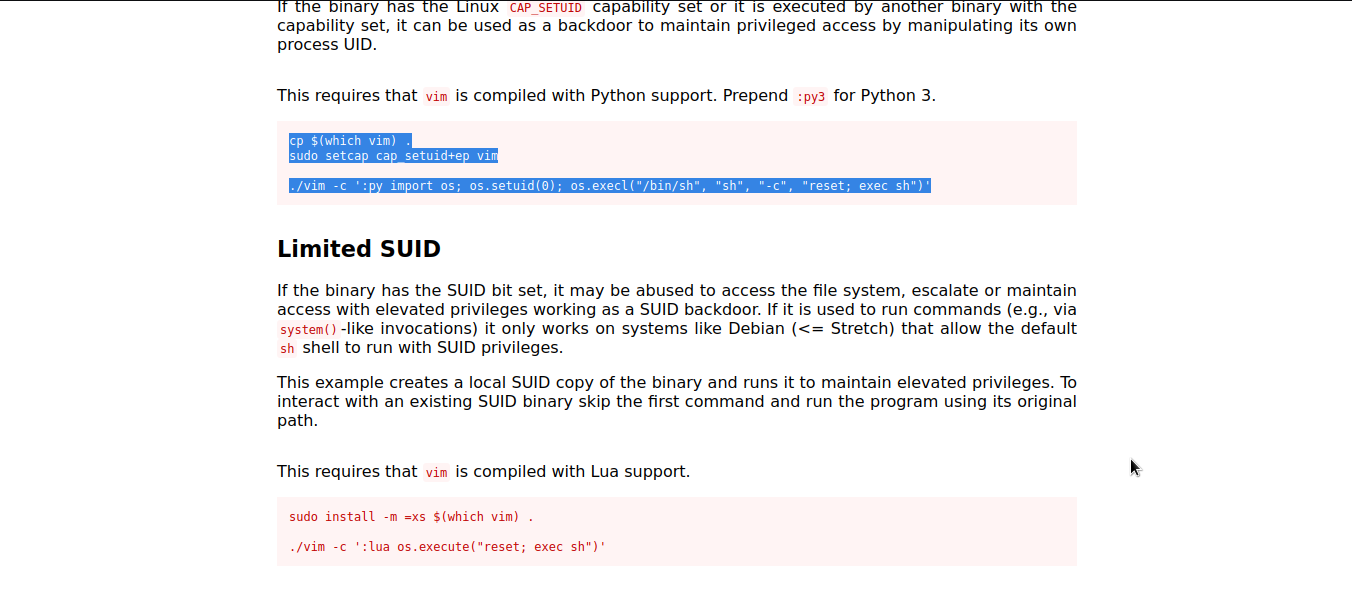 If the binary has the Linux CAP_SETUID capability set or it is executed by another binary with the
capability set, it can be used as a backdoor to maintain privileged access by manipulating its own
process UID.
This requires that vim is compiled with Python support. Prepend :py3 for Python 3.
cp $(which vim) .
sudo setcap cap_setuid+ep vim
./vim -c ':py import os; os.setuid(0); os.execl("/bin/sh", "sh", "-c", "reset; exec sh")'
Limited SUID
If the binary has the SUID bit set, it may be abused to access the file system, escalate or maintain
access with elevated privileges working as a SUID backdoor. If it is used to run commands (e.g., via
system()-like invocations) it only works on systems like Debian (<= Stretch) that allow the default
sh shell to run with SUID privileges.
This example creates a local SUID copy of the binary and runs it to maintain elevated privileges. To
interact with an existing SUID binary skip the first command and run the program using its original
path.
This requires that vim is compiled with Lua support.
sudo install -m =xs $(which vim) .
./vim -c ':lua os.execute("reset; exec sh")'